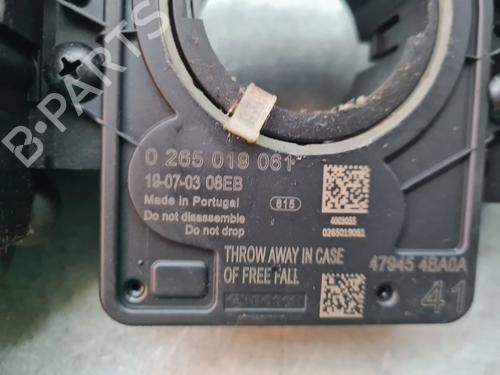 B-PARTS
0 265 019 061
19-07-03 08EB
Made in Portugal
Do not disassemble
Do not drop
815
4003055
0265019061
THROW AWAY IN CASE
OF FREE FALL
47945 4BA0A
41